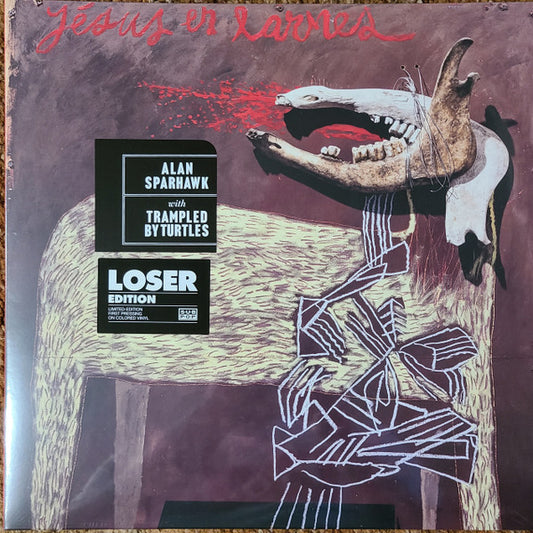 Jésus en larmes
ALAN
SPARHAWK
with
TRAMPLED
BY TURTLES
LOSER
EDITION
LIMITED-EDITION
FIRST PRESSING
ON COLORED VINYL
SUB
POP